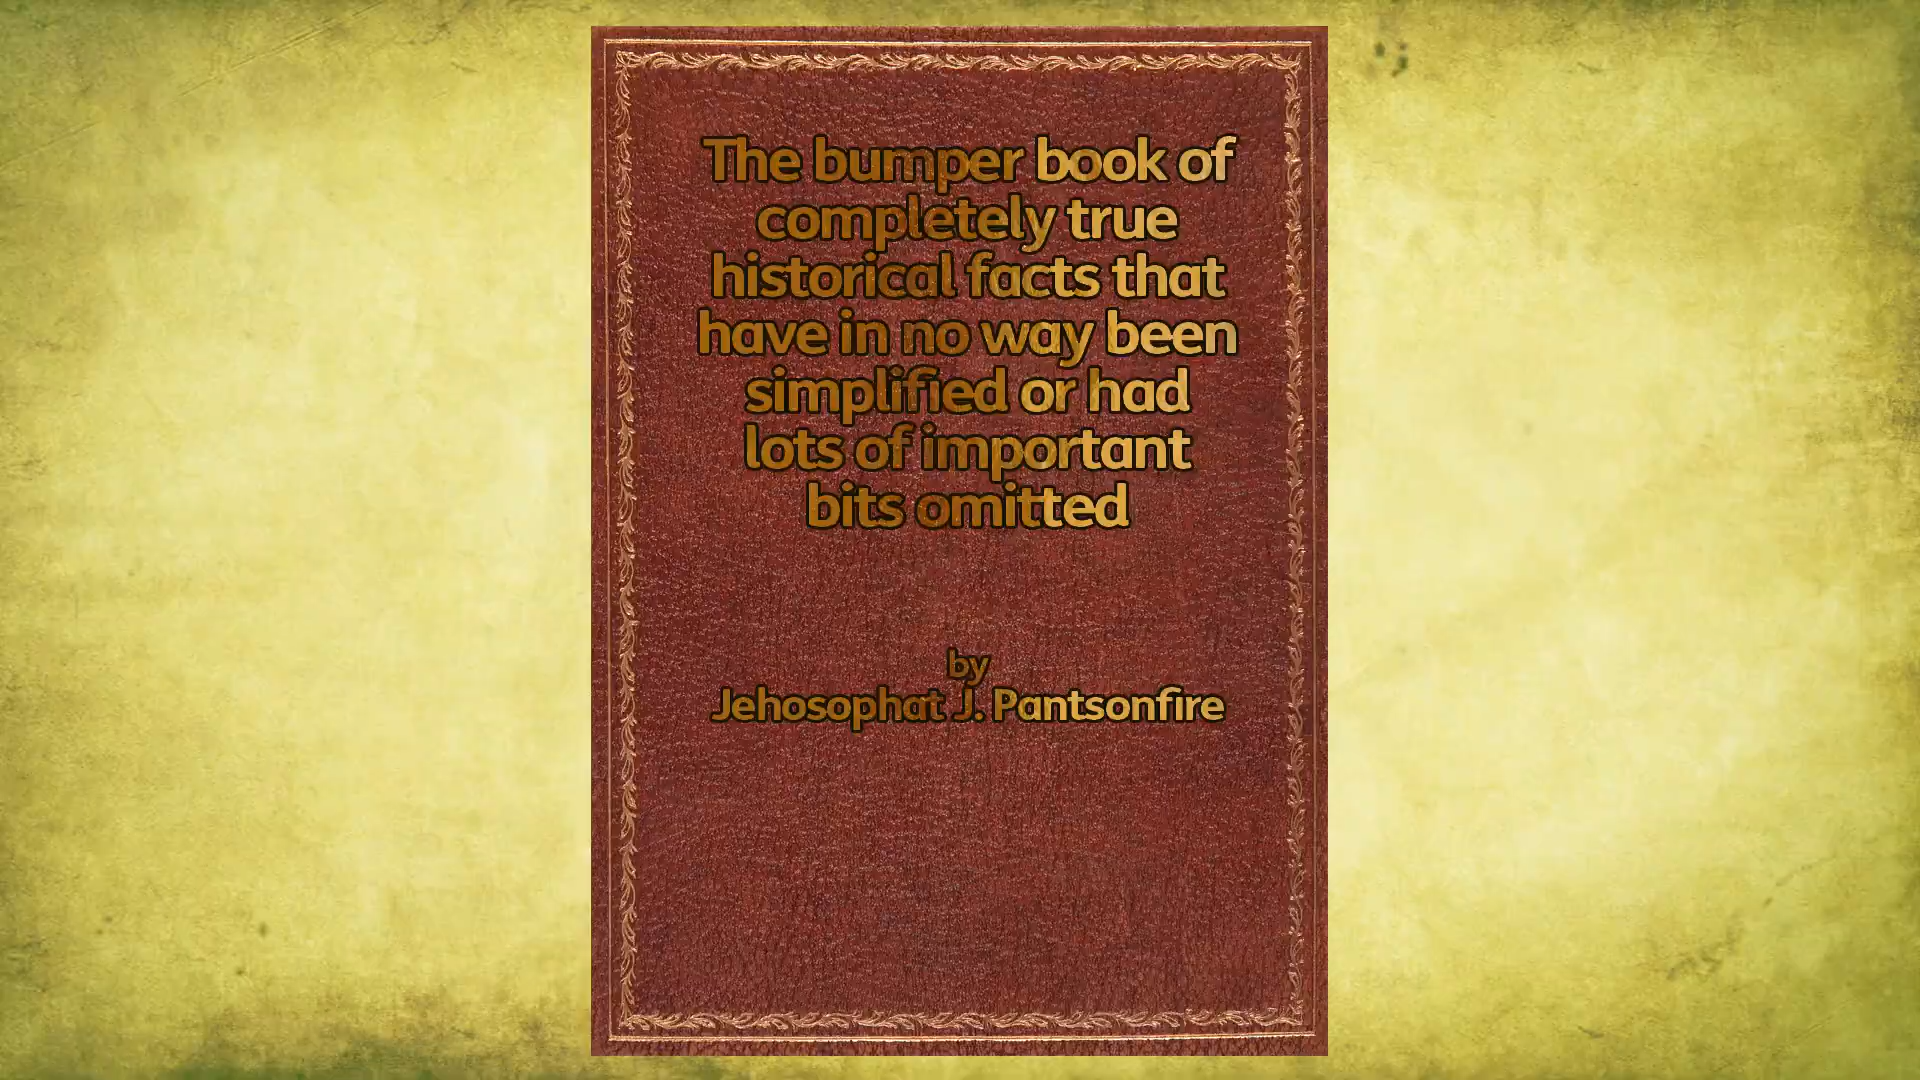 The bumper book of
completely true
historical facts that
have in no way been
simplified or had
lots of important
bits omitted
by
Jehosophat J. Pantsonfire